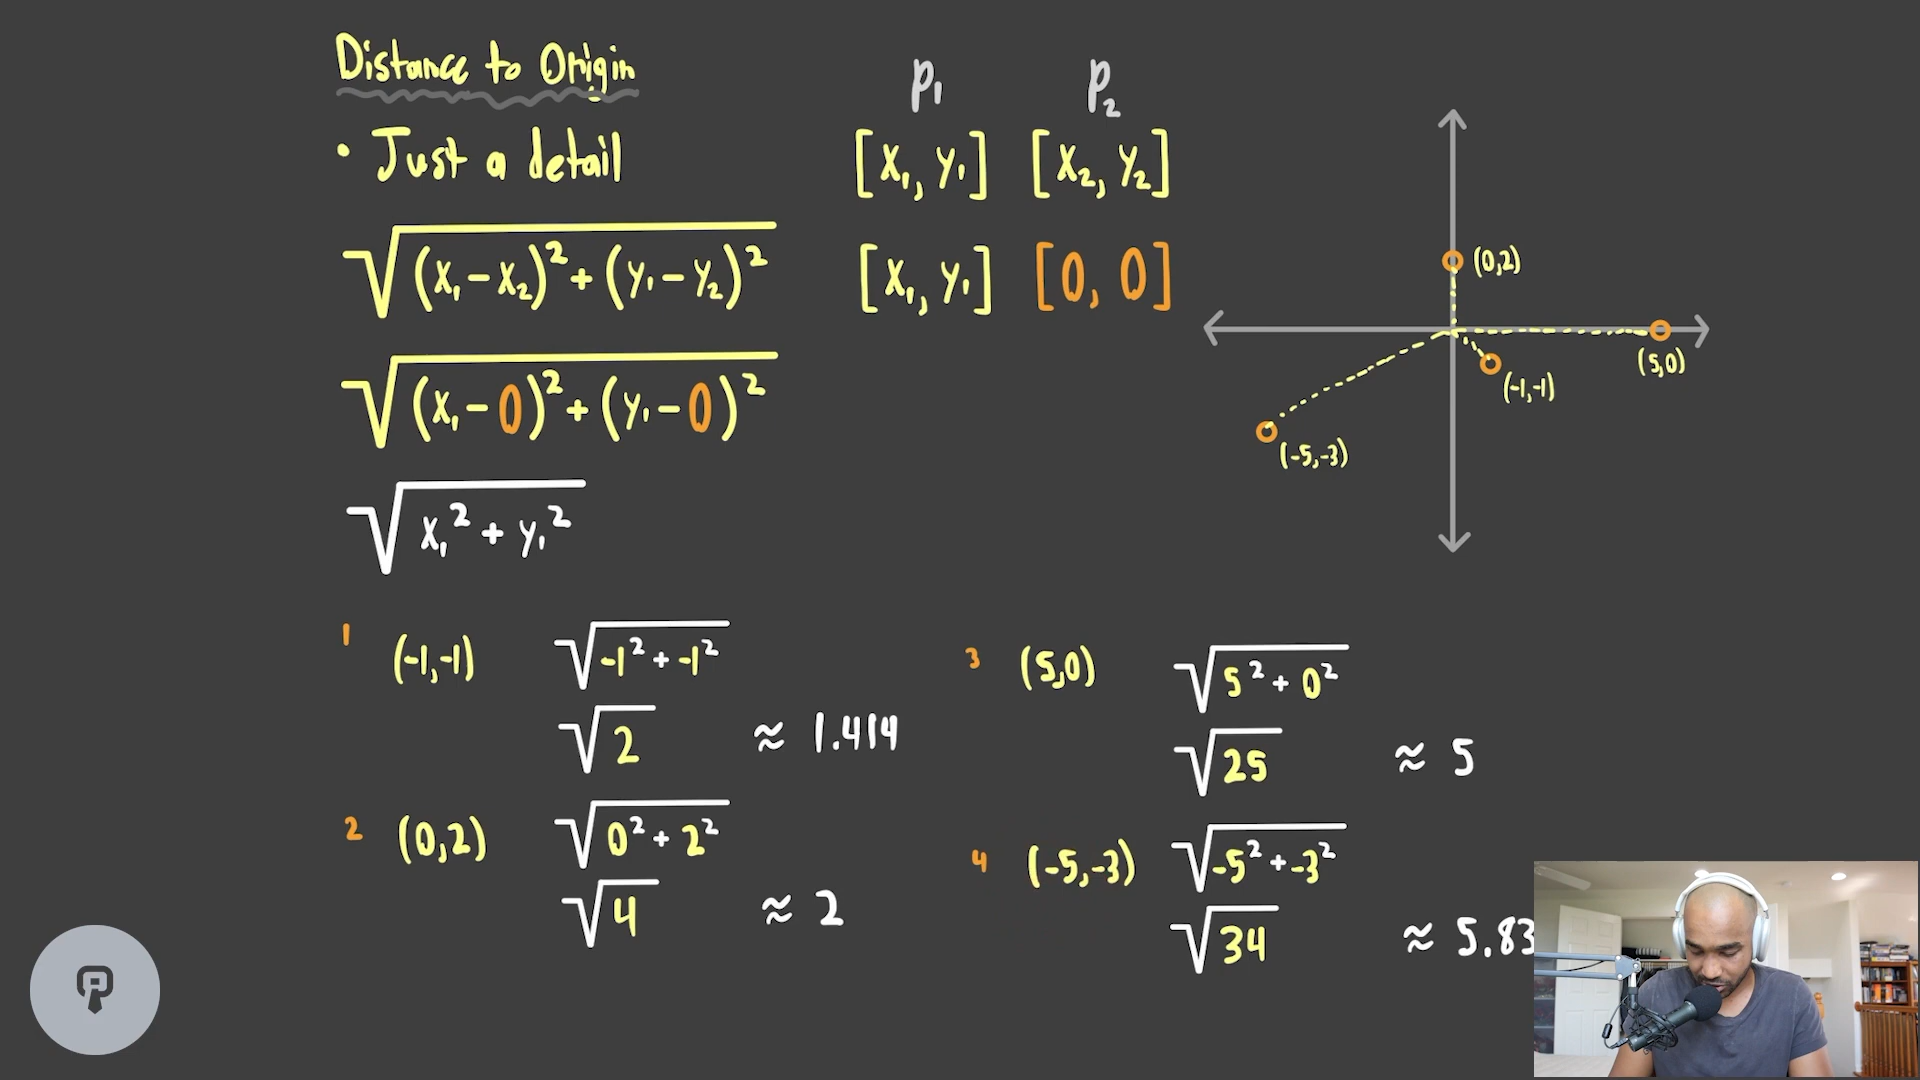 Distance to Origin
• Just a detail
p₁ p₂
[x₁, y₁] [x₂, y₂]
√(x₁-x₂)²+(y₁-y₂)²
[x₁, y₁] [0, 0]
√(x₁-0)²+(y₁-0)²
√x₁²+y₁²
(0,2)
(5,0)
(-1,-1)
(-5,-3)
1 (-1,-1) √-1²+-1²
√2 ≈ 1.414
2 (0,2) √0²+2²
√4 ≈ 2
3 (5,0) √5²+0²
√25 ≈ 5
4 (-5,-3) √-5²+-3²
√34 ≈ 5.83